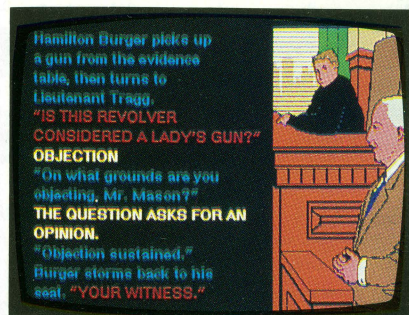 Hamilton Burger picks up
a gun from the evidence
table, then turns to
Lieutenant Tragg.
"IS THIS REVOLVER
CONSIDERED A LADY'S GUN?"
OBJECTION
"On what grounds are you
objecting, Mr. Mason?"
THE QUESTION ASKS FOR AN
OPINION.
"Objection sustained."
Burger storms back to his
seat. "YOUR WITNESS."